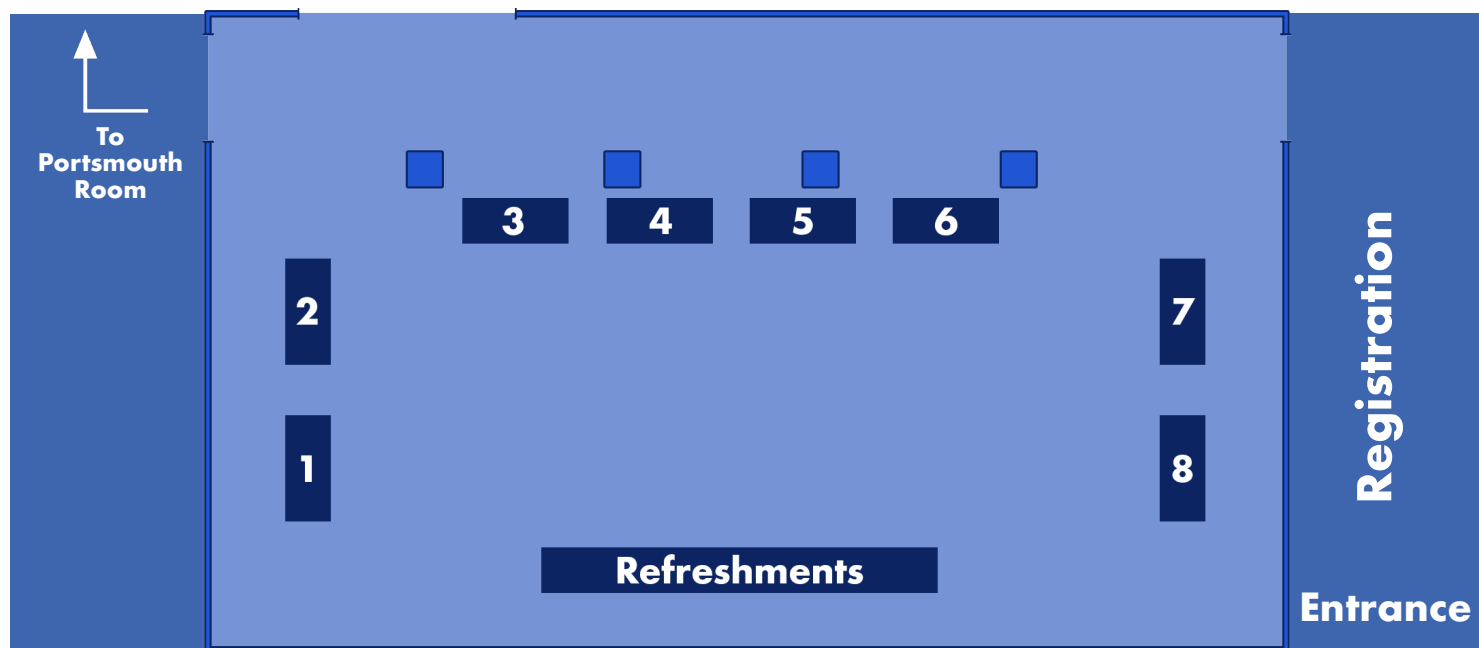 To
Portsmouth
Room
3
4
5
6
2
7
1
8
Refreshments
Registration
Entrance